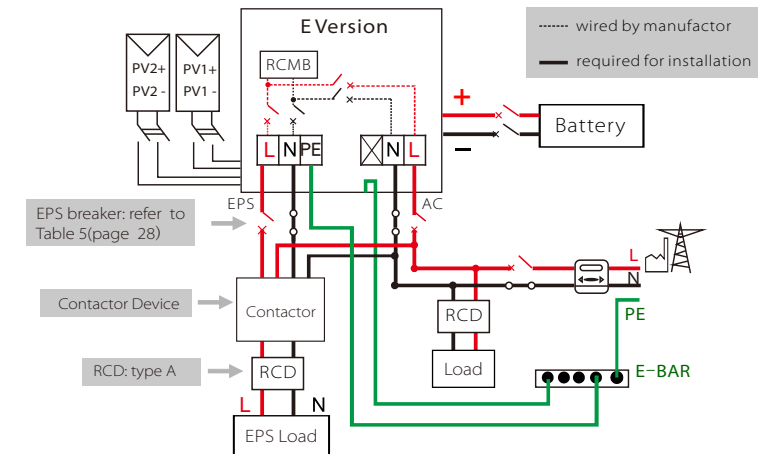 E Version
wired by manufactor
required for installation
RCMB
PV2+
PV2 -
PV1+
PV1 -
+
Battery
L N PE
N L
EPS
AC
EPS breaker: refer to
Table 5(page 28)
L
N
Contactor Device
Contactor
RCD
PE
RCD: type A
RCD
Load
E-BAR
L
N
EPS Load